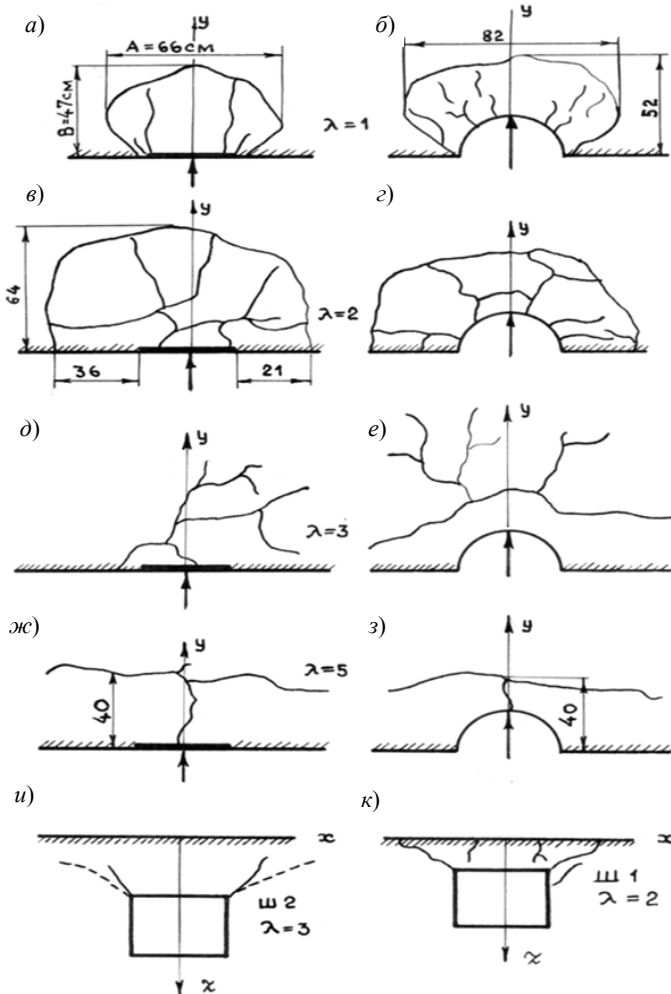 а)
y
A = 66 см
B = 47 см
λ = 1
б)
y
82
52
в)
y
64
36
21
λ = 2
г)
y
д)
y
λ = 3
е)
y
ж)
y
40
λ = 5
з)
y
40
и)
x
Ш 2
λ = 3
z
к)
x
Ш 1
λ = 2
z